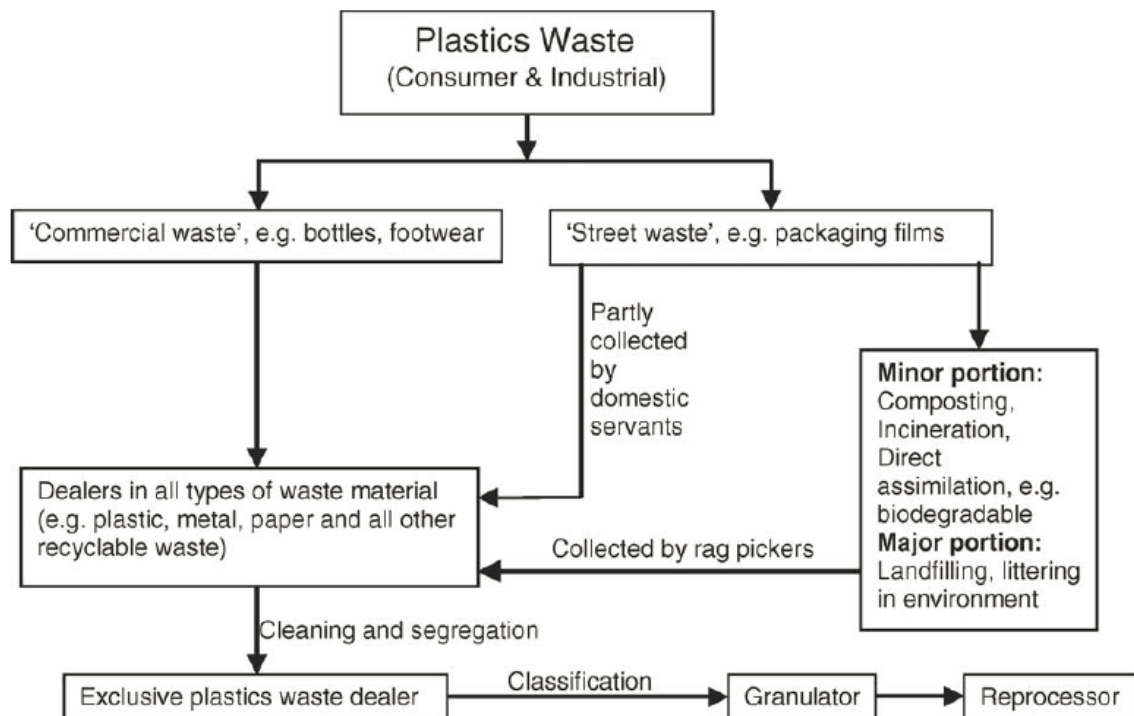 Plastics Waste
(Consumer & Industrial)
‘Commercial waste’, e.g. bottles, footwear
‘Street waste’, e.g. packaging films
Partly
collected
by
domestic
servants
Minor portion:
Composting,
Incineration,
Direct
assimilation, e.g.
biodegradable
Major portion:
Landfilling, littering
in environment
Dealers in all types of waste material
(e.g. plastic, metal, paper and all other
recyclable waste)
Collected by rag pickers
Cleaning and segregation
Exclusive plastics waste dealer
Classification
Granulator
Reprocessor